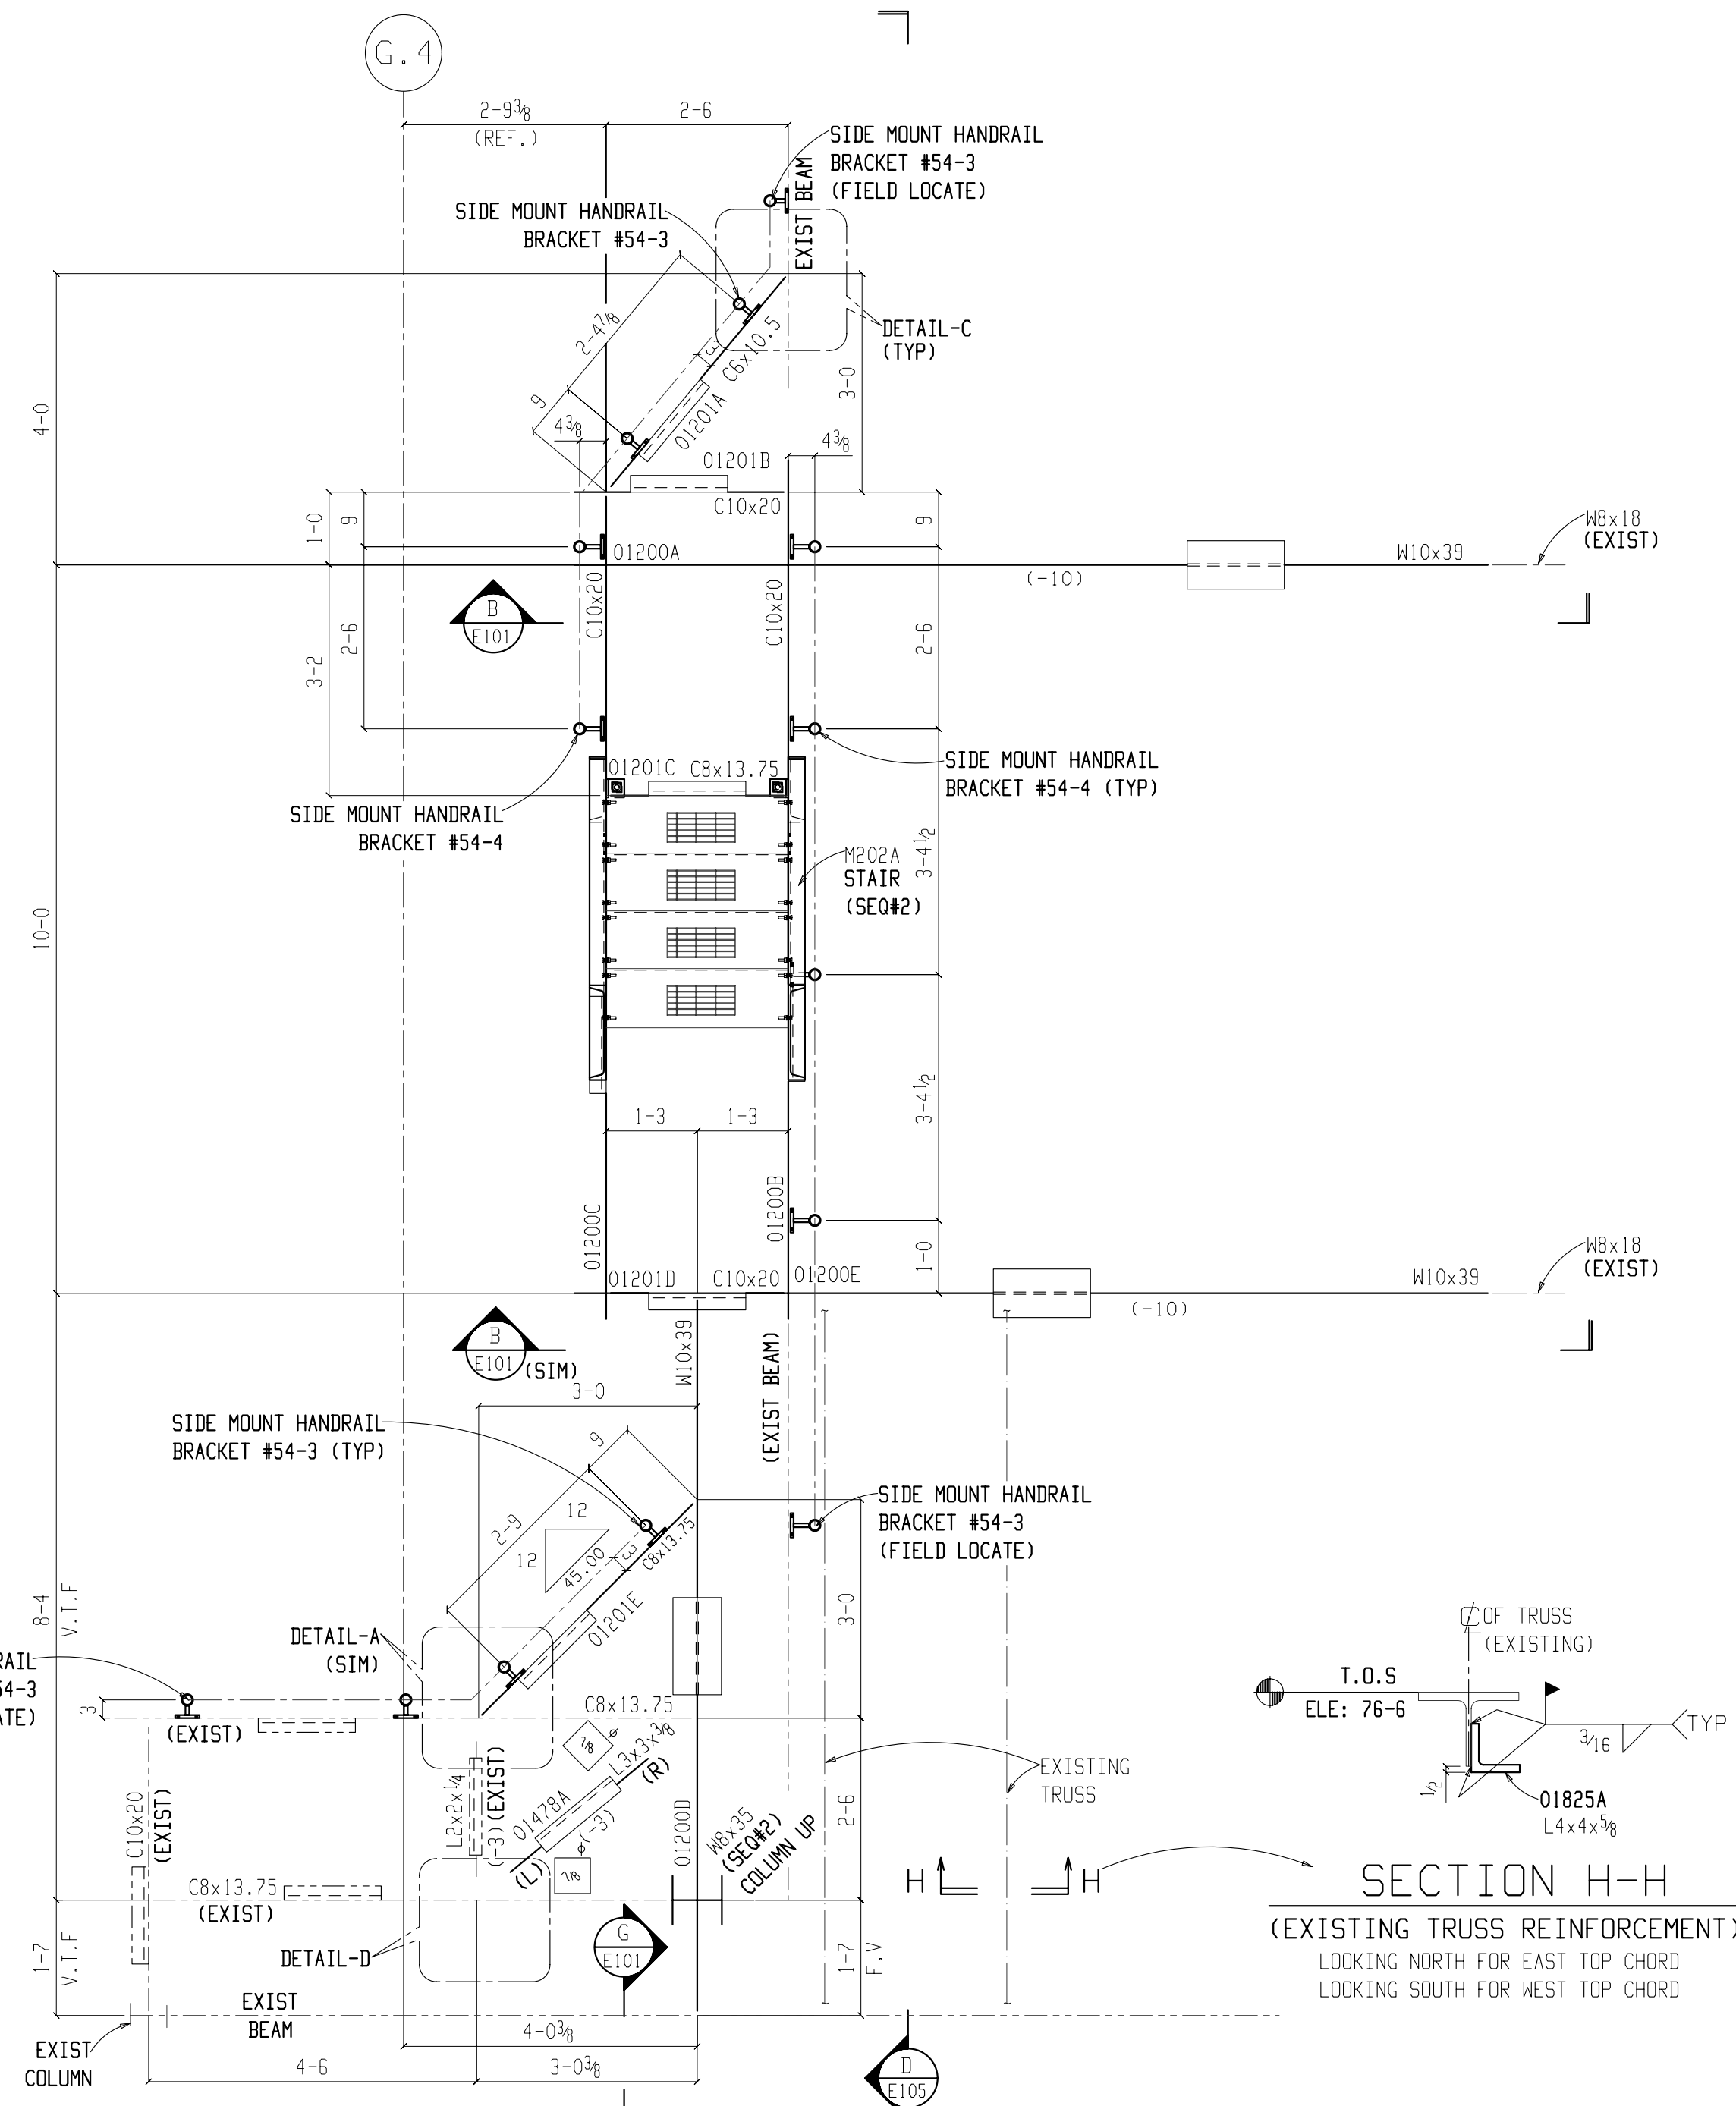 G.4
2-9⅜
(REF.)
2-6
SIDE MOUNT HANDRAIL
BRACKET #54-3
(FIELD LOCATE)
EXIST BEAM
SIDE MOUNT HANDRAIL
BRACKET #54-3
2-4⅞
9
3
C6x10.5
01201A
DETAIL-C
(TYP)
3-0
4-0
4⅜
4⅜
01201B
C10x20
1-0
9
9
01200A
W10x39
(-10)
W8x18
(EXIST)
B
E101
C10x20
C10x20
2-6
3-2
2-6
SIDE MOUNT HANDRAIL
BRACKET #54-4 (TYP)
01201C
C8x13.75
SIDE MOUNT HANDRAIL
BRACKET #54-4
M202A
STAIR
(SEQ#2)
3-4½
10-0
3-4½
1-3
1-3
01200C
01200B
1-0
01201D
C10x20
01200E
W10x39
(-10)
W8x18
(EXIST)
B
E101
(SIM)
W10x39
(EXIST BEAM)
3-0
SIDE MOUNT HANDRAIL
BRACKET #54-3 (TYP)
9
2-9
12
12
45.00
3
C8x13.75
01201E
SIDE MOUNT HANDRAIL
BRACKET #54-3
(FIELD LOCATE)
8-4
V.I.F
3-0
DETAIL-A
(SIM)
RAIL
54-3
ATE)
3
(EXIST)
C8x13.75
℄ OF TRUSS
(EXISTING)
T.O.S
ELE: 76-6
3/16
TYP
½
01825A
L4x4x⅝
⅞
L3x3x⅜
(R)
EXISTING
TRUSS
C10x20
(EXIST)
L2x2x¼
(-3)(EXIST)
01478A
(-3)
(L)
⅞
01200D
W8x35
(SEQ#2)
COLUMN UP
2-6
H
H
SECTION H-H
(EXISTING TRUSS REINFORCEMENT)
LOOKING NORTH FOR EAST TOP CHORD
LOOKING SOUTH FOR WEST TOP CHORD
C8x13.75
(EXIST)
1-7
V.I.F
DETAIL-D
G
E101
1-7
F.V
EXIST
BEAM
EXIST
COLUMN
4-0⅜
4-6
3-0⅜
D
E105